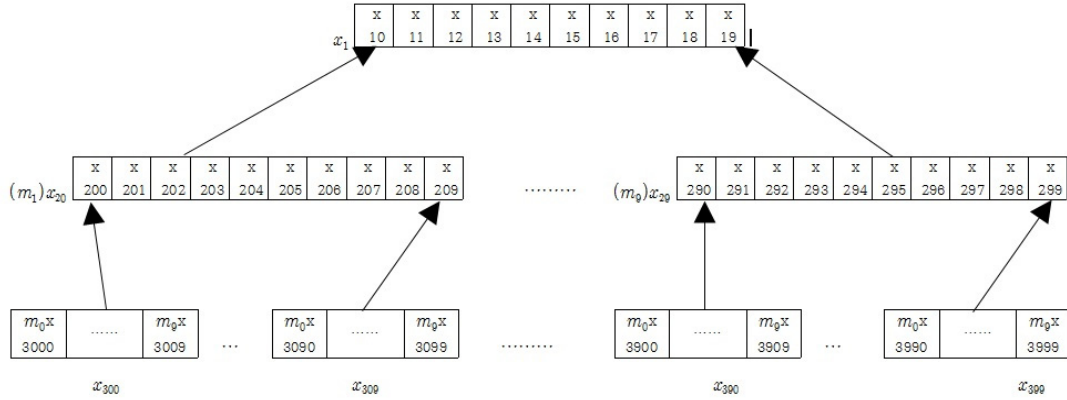 x x x x x x x x x x
x₁ 10 11 12 13 14 15 16 17 18 19
x x x x x x x x x x x x x x x x x x x x
(m₁)x₂₀ 200 201 202 203 204 205 206 207 208 209 ......... (m₉)x₂₉ 290 291 292 293 294 295 296 297 298 299
m₀x ...... m₉x m₀x ...... m₉x m₀x ...... m₉x m₀x ...... m₉x
3000 3009 ... 3090 3099 ......... 3900 3909 ... 3990 3999
x₃₀₀ x₃₀₉ x₃₉₀ x₃₉₉